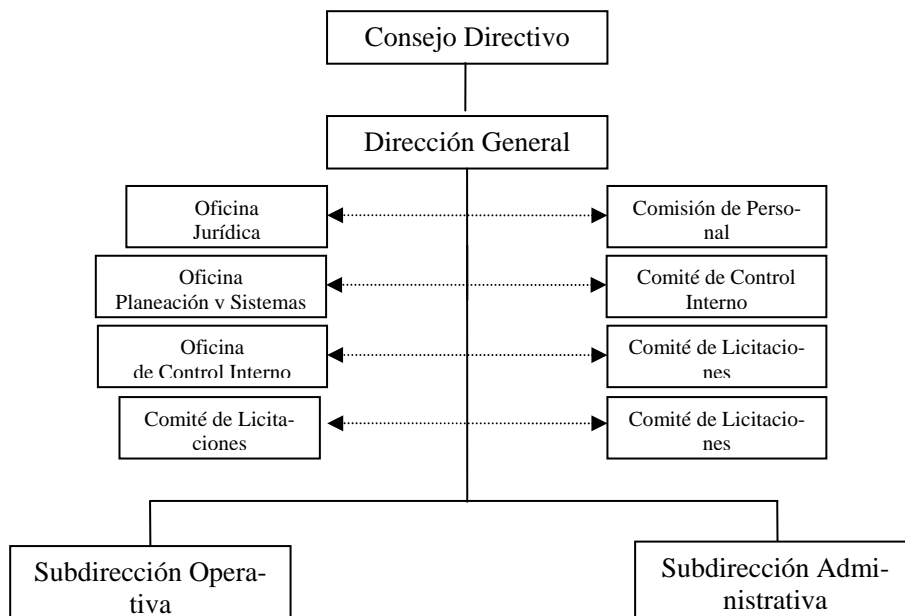 Consejo Directivo
Dirección General
Oficina
Jurídica
Comisión de Perso-
nal
Oficina
Planeación y Sistemas
Comité de Control
Interno
Oficina
de Control Interno
Comité de Licitacio-
nes
Comité de Licita-
ciones
Comité de Licitacio-
nes
Subdirección Opera-
tiva
Subdirección Admi-
nistrativa